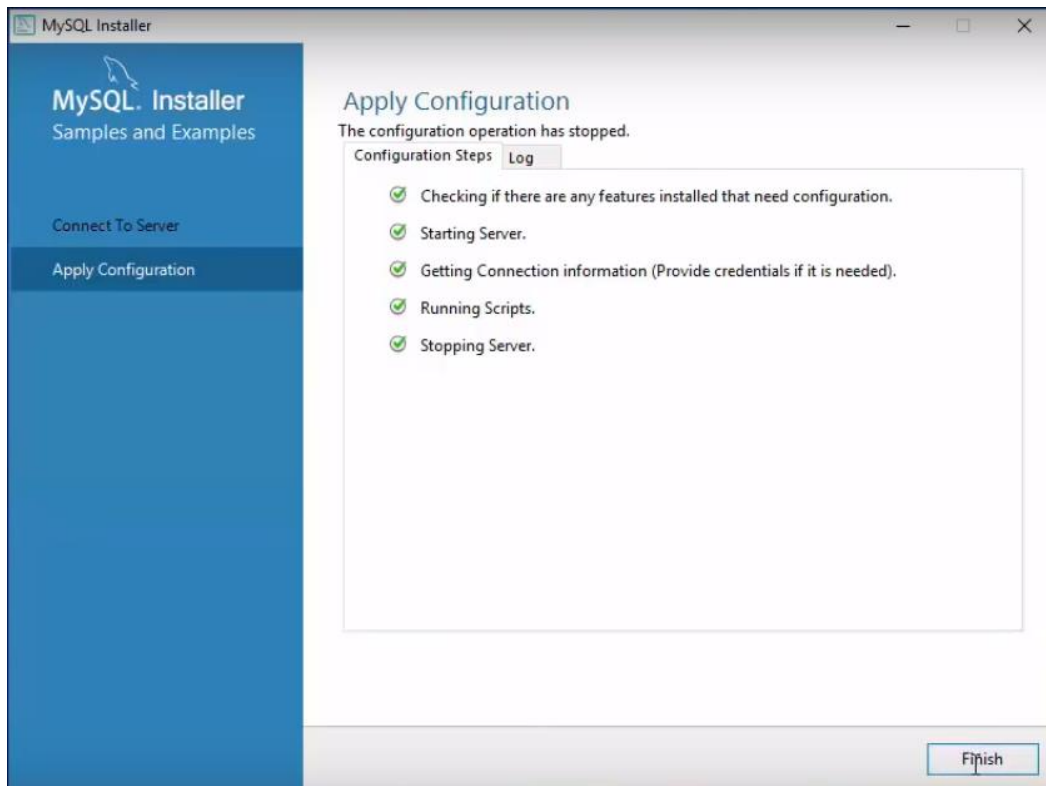 MySQL Installer
MySQL. Installer
Samples and Examples
Connect To Server
Apply Configuration
Apply Configuration
The configuration operation has stopped.
Configuration Steps Log
Checking if there are any features installed that need configuration.
Starting Server.
Getting Connection information (Provide credentials if it is needed).
Running Scripts.
Stopping Server.
Finish